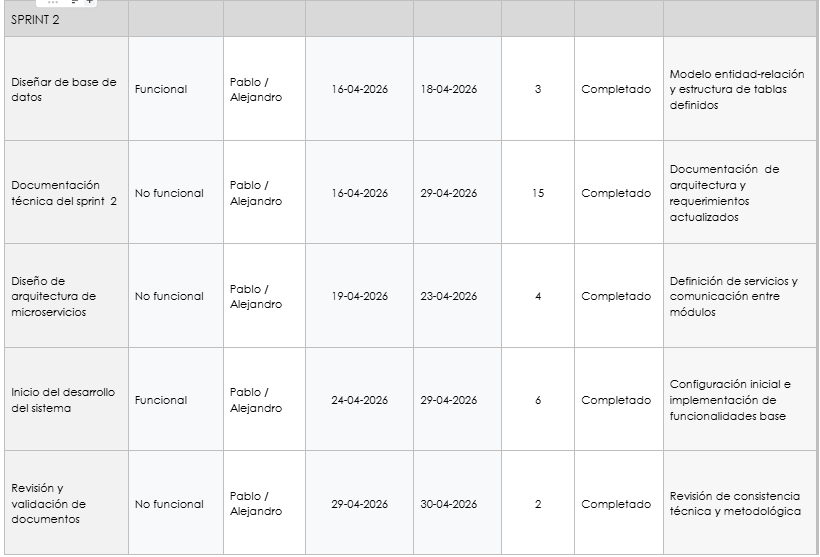 SPRINT 2
Diseñar de base de
datos
Funcional
Pablo /
Alejandro
16-04-2026
18-04-2026
3
Completado
Modelo entidad-relación
y estructura de tablas
definidos
Documentación
técnica del sprint 2
No funcional
Pablo /
Alejandro
16-04-2026
29-04-2026
15
Completado
Documentación de
arquitectura y
requerimientos
actualizados
Diseño de
arquitectura de
microservicios
No funcional
Pablo /
Alejandro
19-04-2026
23-04-2026
4
Completado
Definición de servicios y
comunicación entre
módulos
Inicio del desarrollo
del sistema
Funcional
Pablo /
Alejandro
24-04-2026
29-04-2026
6
Completado
Configuración inicial e
implementación de
funcionalidades base
Revisión y
validación de
documentos
No funcional
Pablo /
Alejandro
29-04-2026
30-04-2026
2
Completado
Revisión de consistencia
técnica y metodológica